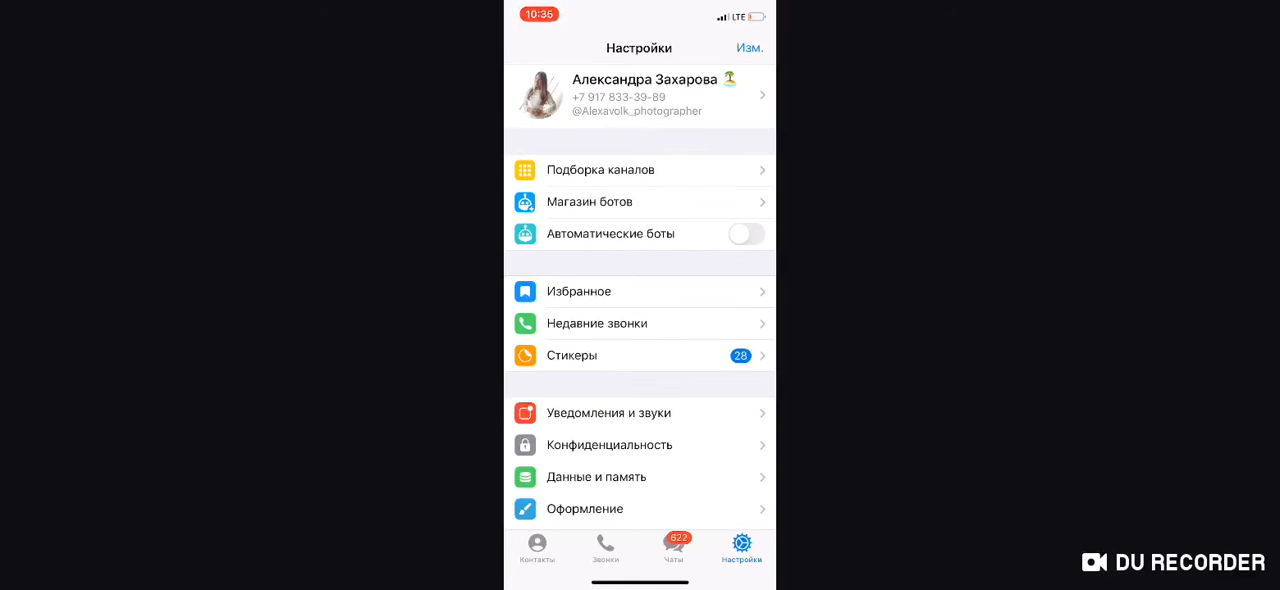 10:35
LTE
Настройки
Изм.
Александра Захарова
+7 917 833-39-89
@Alexavolk_photographer
Подборка каналов
Магазин ботов
Автоматические боты
Избранное
Недавние звонки
Стикеры
28
Уведомления и звуки
Конфиденциальность
Данные и память
Оформление
622
Контакты
Звонки
Чаты
Настройки
DU RECORDER